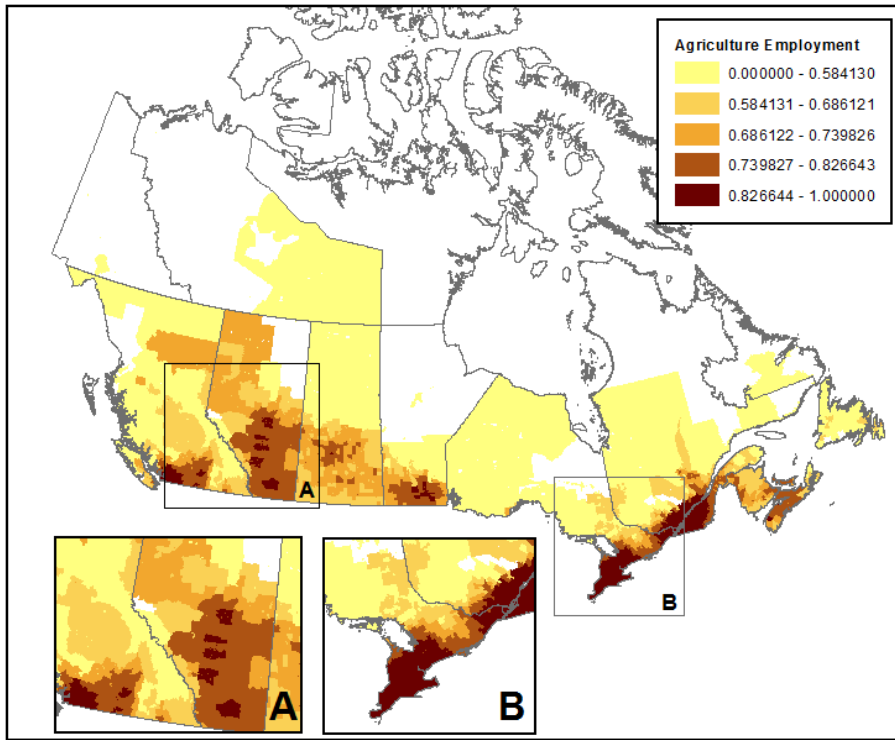 Agriculture Employment
0.000000 - 0.584130
0.584131 - 0.686121
0.686122 - 0.739826
0.739827 - 0.826643
0.826644 - 1.000000
A
B
A
B